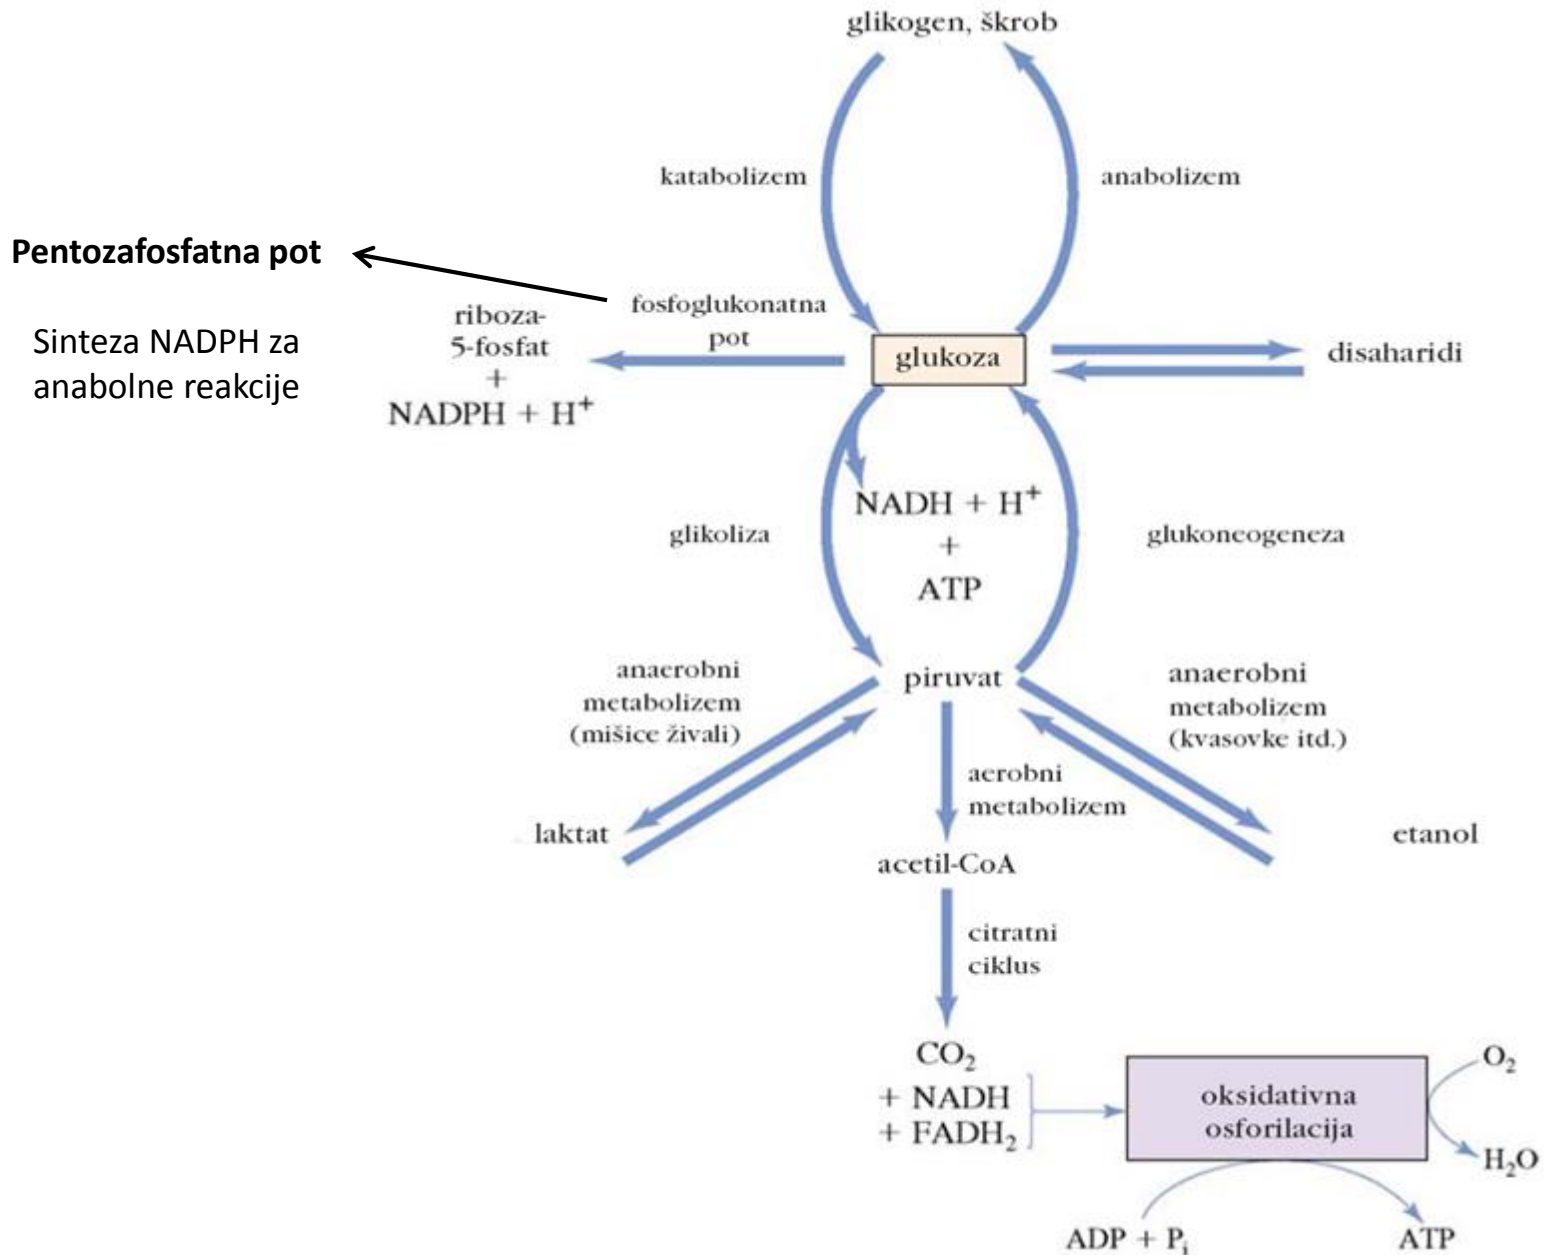 glikogen, škrob
katabolizem
anabolizem
Pentozafosfatna pot
Sinteza NADPH za
anabolne reakcije
riboza-
5-fosfat
+
NADPH + H⁺
fosfoglukonatna
pot
glukoza
disaharidi
glikoliza
NADH + H⁺
+
ATP
glukoneogeneza
anaerobni
metabolizem
(mišice živali)
piruvat
anaerobni
metabolizem
(kvasovke itd.)
aerobni
metabolizem
laktat
etanol
acetil-CoA
citratni
ciklus
CO₂
+ NADH
+ FADH₂
oksidativna
osforilacija
O₂
H₂O
ADP + Pᵢ
ATP